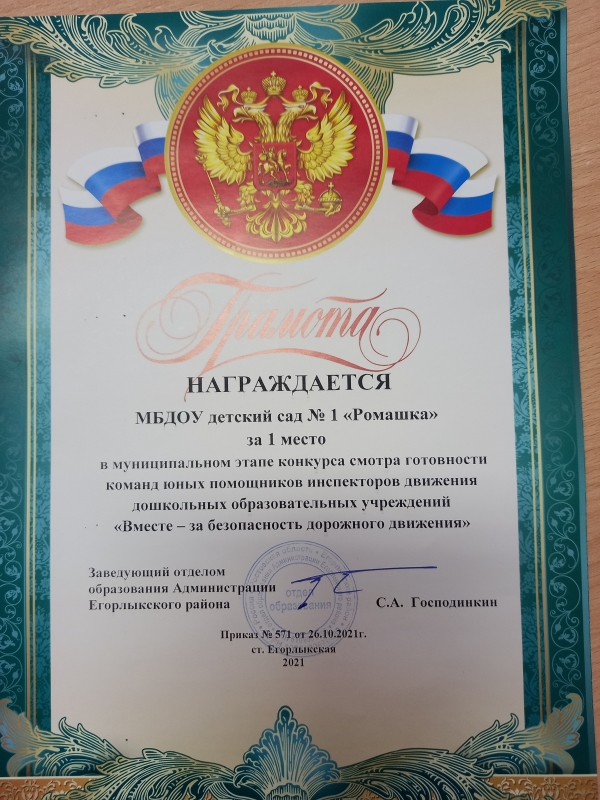 Грамота
НАГРАЖДАЕТСЯ
МБДОУ детский сад № 1 «Ромашка»
за 1 место
в муниципальном этапе конкурса смотра готовности
команд юных помощников инспекторов движения
дошкольных образовательных учреждений
«Вместе – за безопасность дорожного движения»
Заведующий отделом
образования Администрации
Егорлыкского района
С.А. Господинкин
отдел
образования
Приказ № 571 от 26.10.2021г.
ст. Егорлыкская
2021